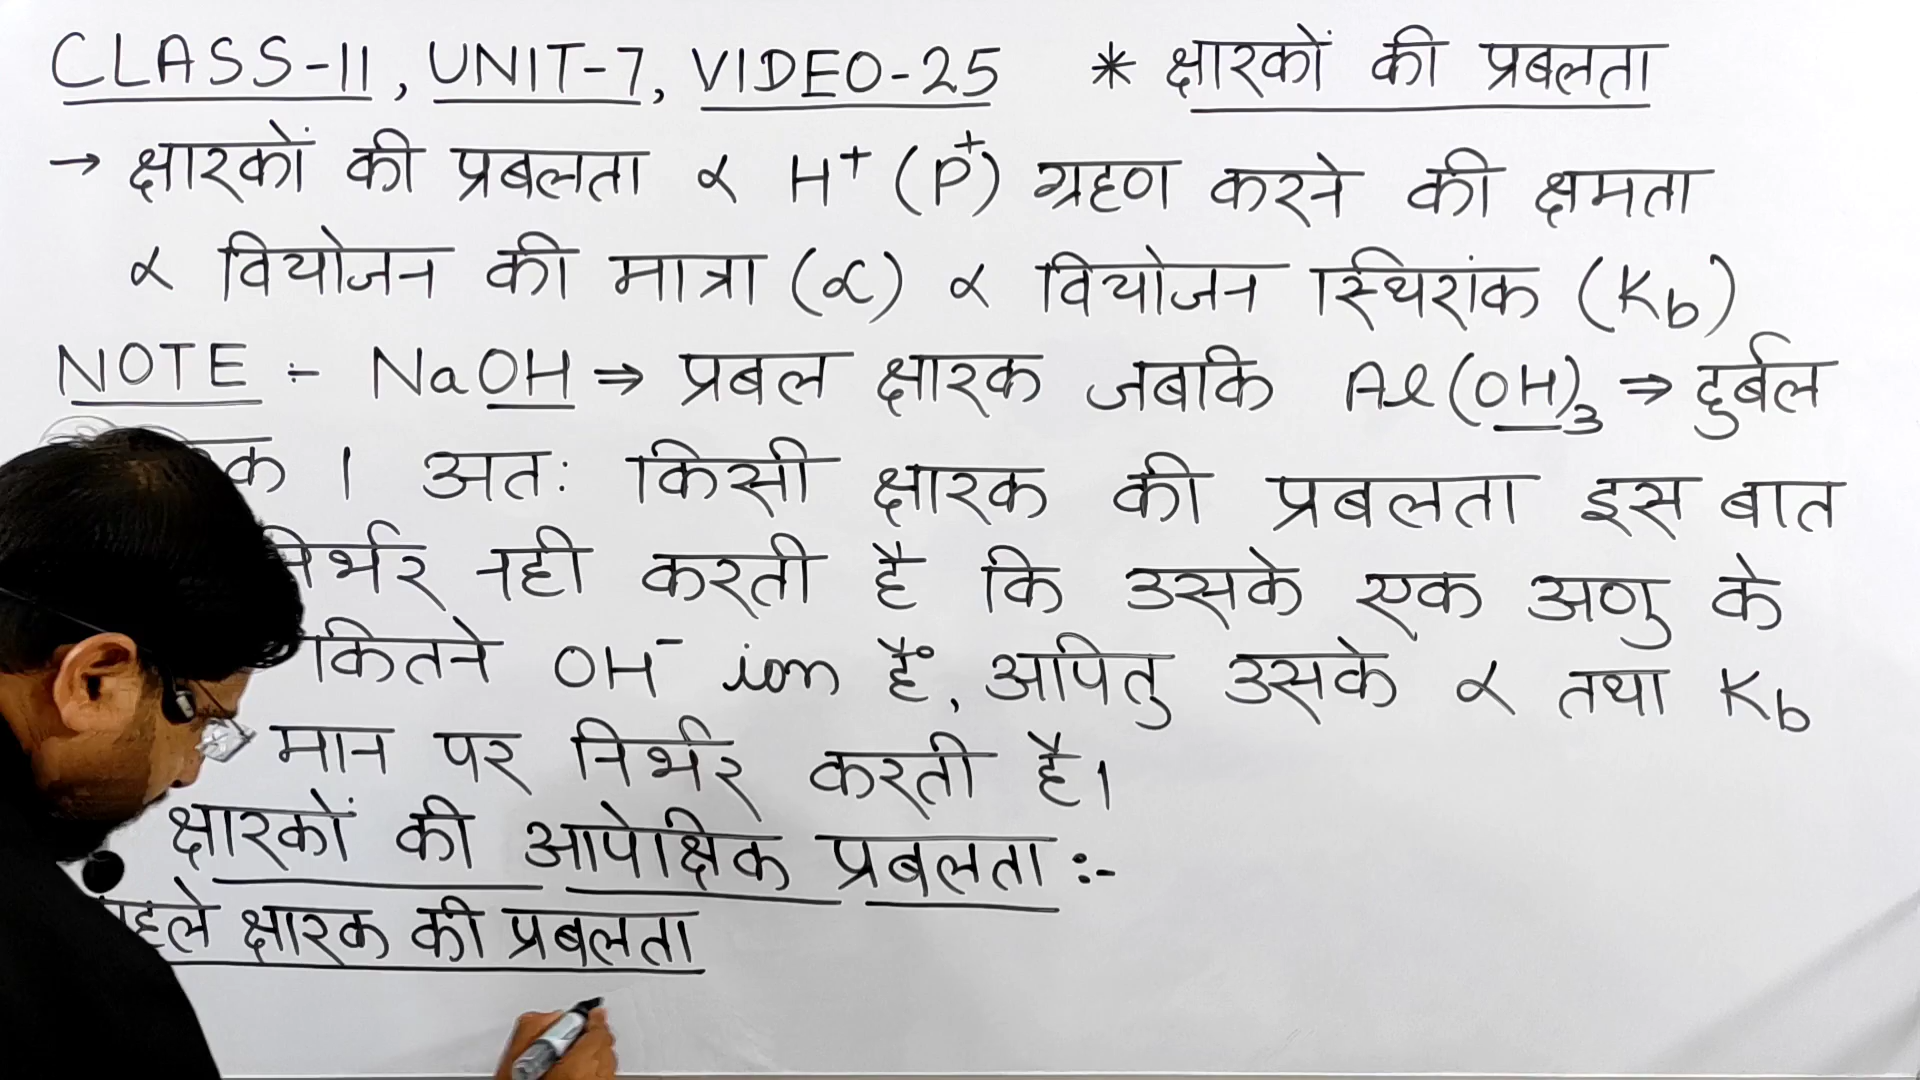 CLASS-11, UNIT-7, VIDEO-25 * क्षारकों की प्रबलता
→ क्षारकों की प्रबलता ∝ H⁺ (P⁺) ग्रहण करने की क्षमता
∝ वियोजन की मात्रा (α) ∝ वियोजन स्थिरांक (Kb)
NOTE :- NaOH ⇒ प्रबल क्षारक जबकि Al(OH)₃ ⇒ दुर्बल
क । अतः किसी क्षारक की प्रबलता इस बात
निर्भर नही करती है कि उसके एक अणु के
कितने OH⁻ ion हैं, अपितु उसके α तथा Kb
मान पर निर्भर करती है।
क्षारकों की आपेक्षिक प्रबलता :-
पहले क्षारक की प्रबलता